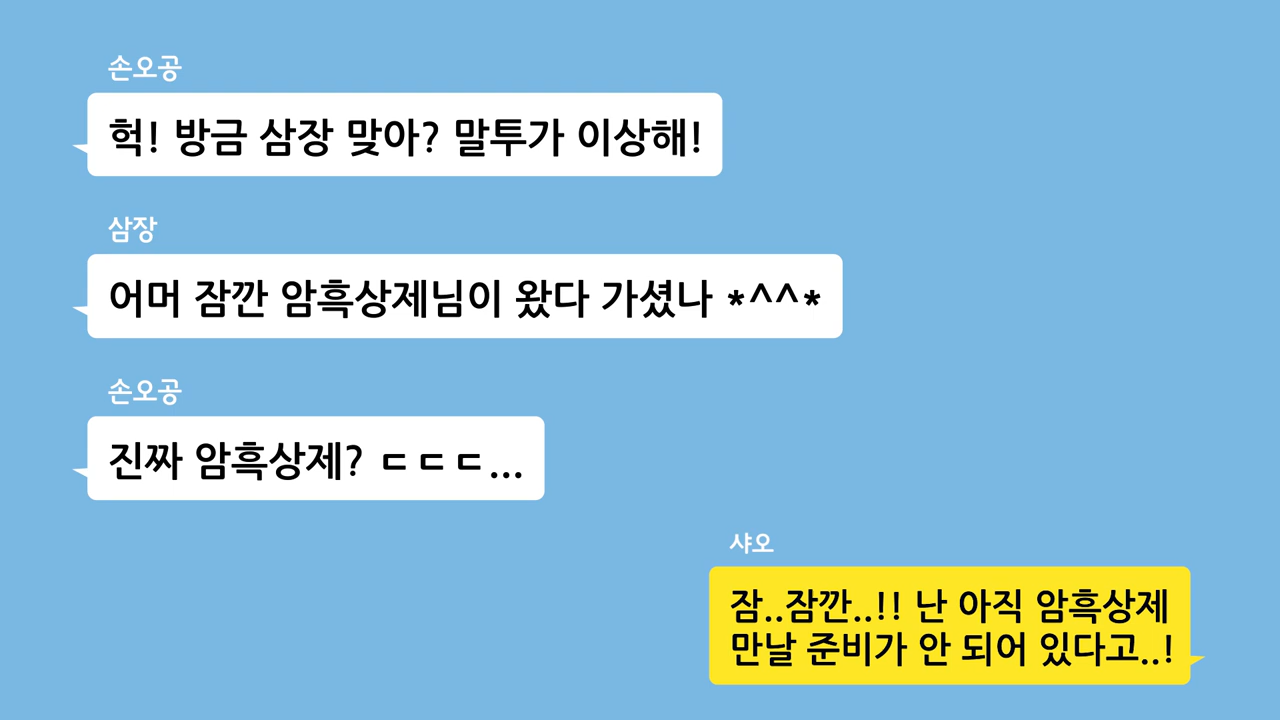 손오공
헉! 방금 삼장 맞아? 말투가 이상해!
삼장
어머 잠깐 암흑상제님이 왔다 가셨나 *^^*
손오공
진짜 암흑상제? ㄷㄷㄷ...
샤오
잠..잠깐..!! 난 아직 암흑상제
만날 준비가 안 되어 있다고..!